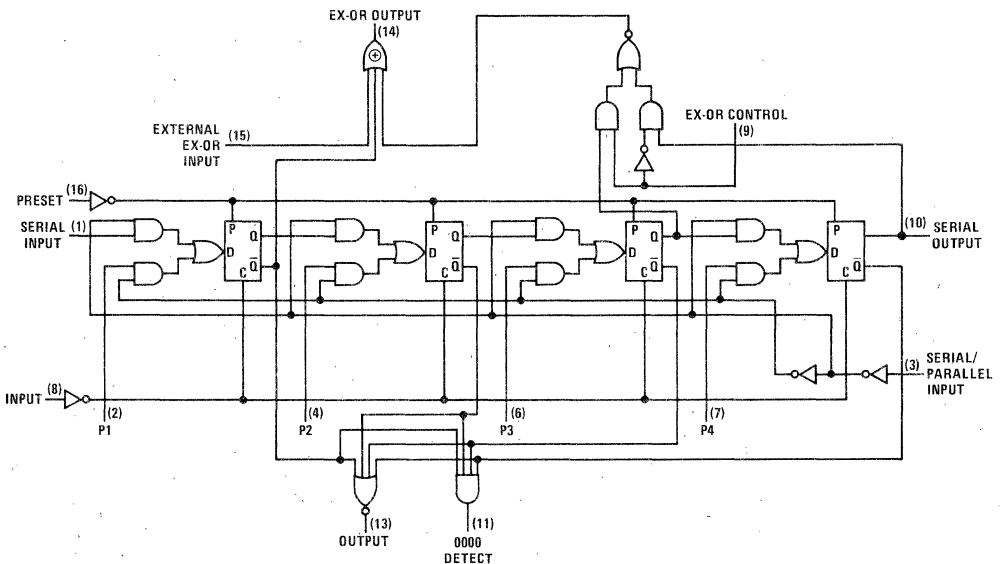 EX-OR OUTPUT
(14)
EX-OR CONTROL
(9)
EXTERNAL
EX-OR
INPUT
(15)
PRESET
(16)
SERIAL
INPUT
(1)
P
Q
D
C
Q̅
P
Q
D
C
Q̅
P
Q
D
C
Q̅
P
Q
D
C
Q̅
(10)
SERIAL
OUTPUT
(3)
SERIAL/
PARALLEL
INPUT
INPUT
(8)
(2)
P1
(4)
P2
(6)
P3
(7)
P4
(13)
OUTPUT
(11)
0000
DETECT